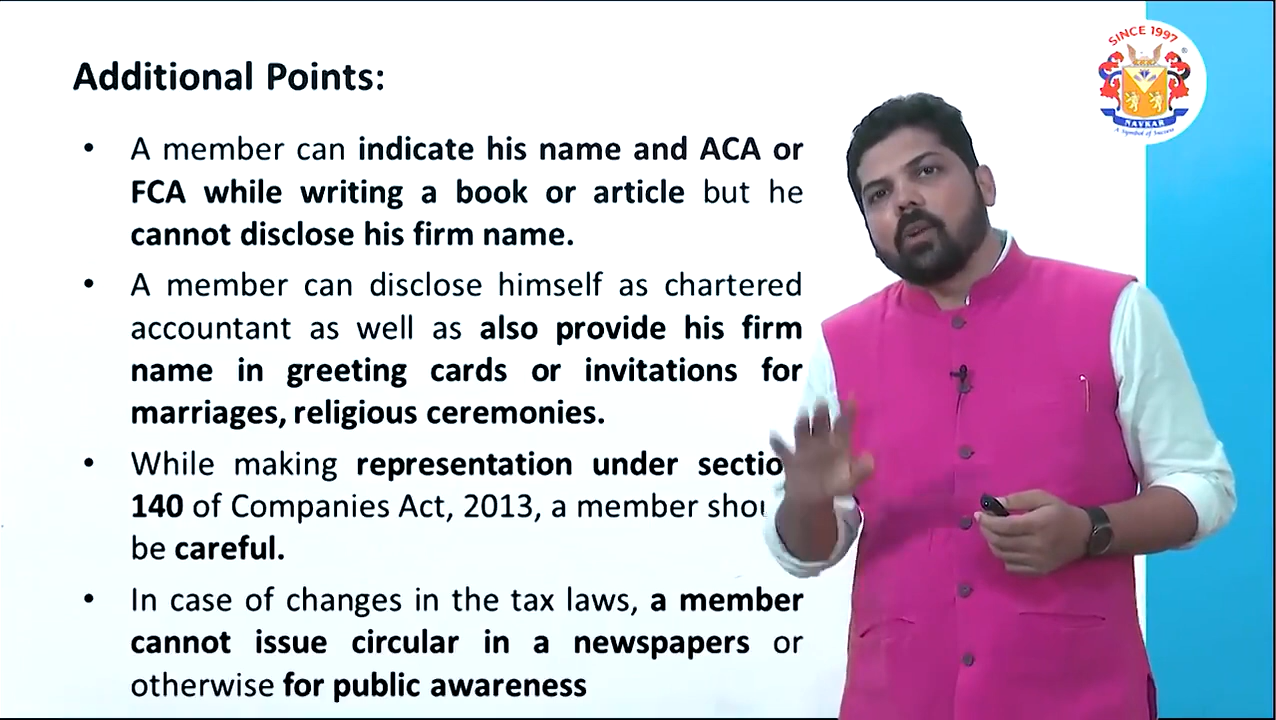 SINCE 1997
Additional Points:
NAVKAR
A Symbol of Success
• A member can indicate his name and ACA or
FCA while writing a book or article but he
cannot disclose his firm name.
• A member can disclose himself as chartered
accountant as well as also provide his firm
name in greeting cards or invitations for
marriages, religious ceremonies.
• While making representation under sectio
140 of Companies Act, 2013, a member shou
be careful.
• In case of changes in the tax laws, a member
cannot issue circular in a newspapers or
otherwise for public awareness